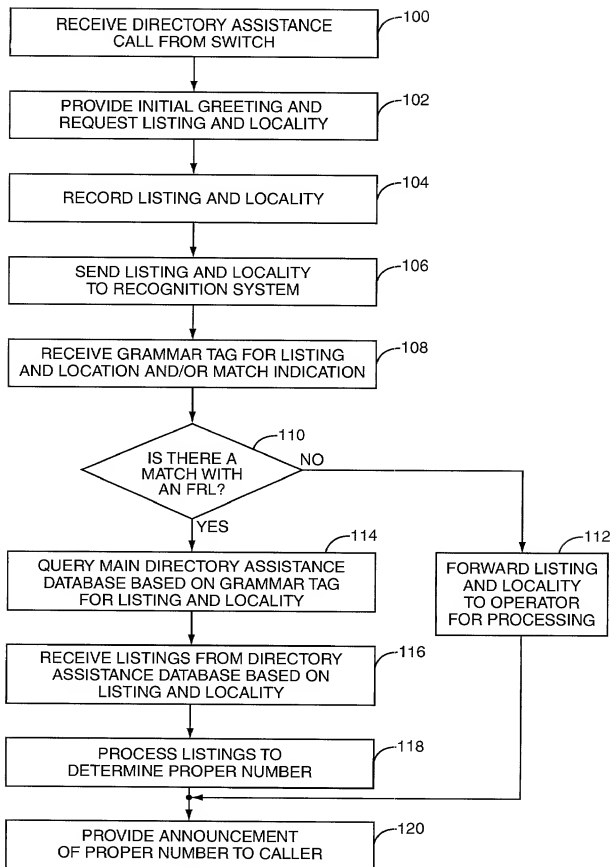 RECEIVE DIRECTORY ASSISTANCE
CALL FROM SWITCH
100
PROVIDE INITIAL GREETING AND
REQUEST LISTING AND LOCALITY
102
RECORD LISTING AND LOCALITY
104
SEND LISTING AND LOCALITY
TO RECOGNITION SYSTEM
106
RECEIVE GRAMMAR TAG FOR LISTING
AND LOCATION AND/OR MATCH INDICATION
108
IS THERE A
MATCH WITH
AN FRL?
110
NO
YES
FORWARD LISTING
AND LOCALITY
TO OPERATOR
FOR PROCESSING
112
QUERY MAIN DIRECTORY ASSISTANCE
DATABASE BASED ON GRAMMAR TAG
FOR LISTING AND LOCALITY
114
RECEIVE LISTINGS FROM DIRECTORY
ASSISTANCE DATABASE BASED ON
LISTING AND LOCALITY
116
PROCESS LISTINGS TO
DETERMINE PROPER NUMBER
118
PROVIDE ANNOUNCEMENT
OF PROPER NUMBER TO CALLER
120